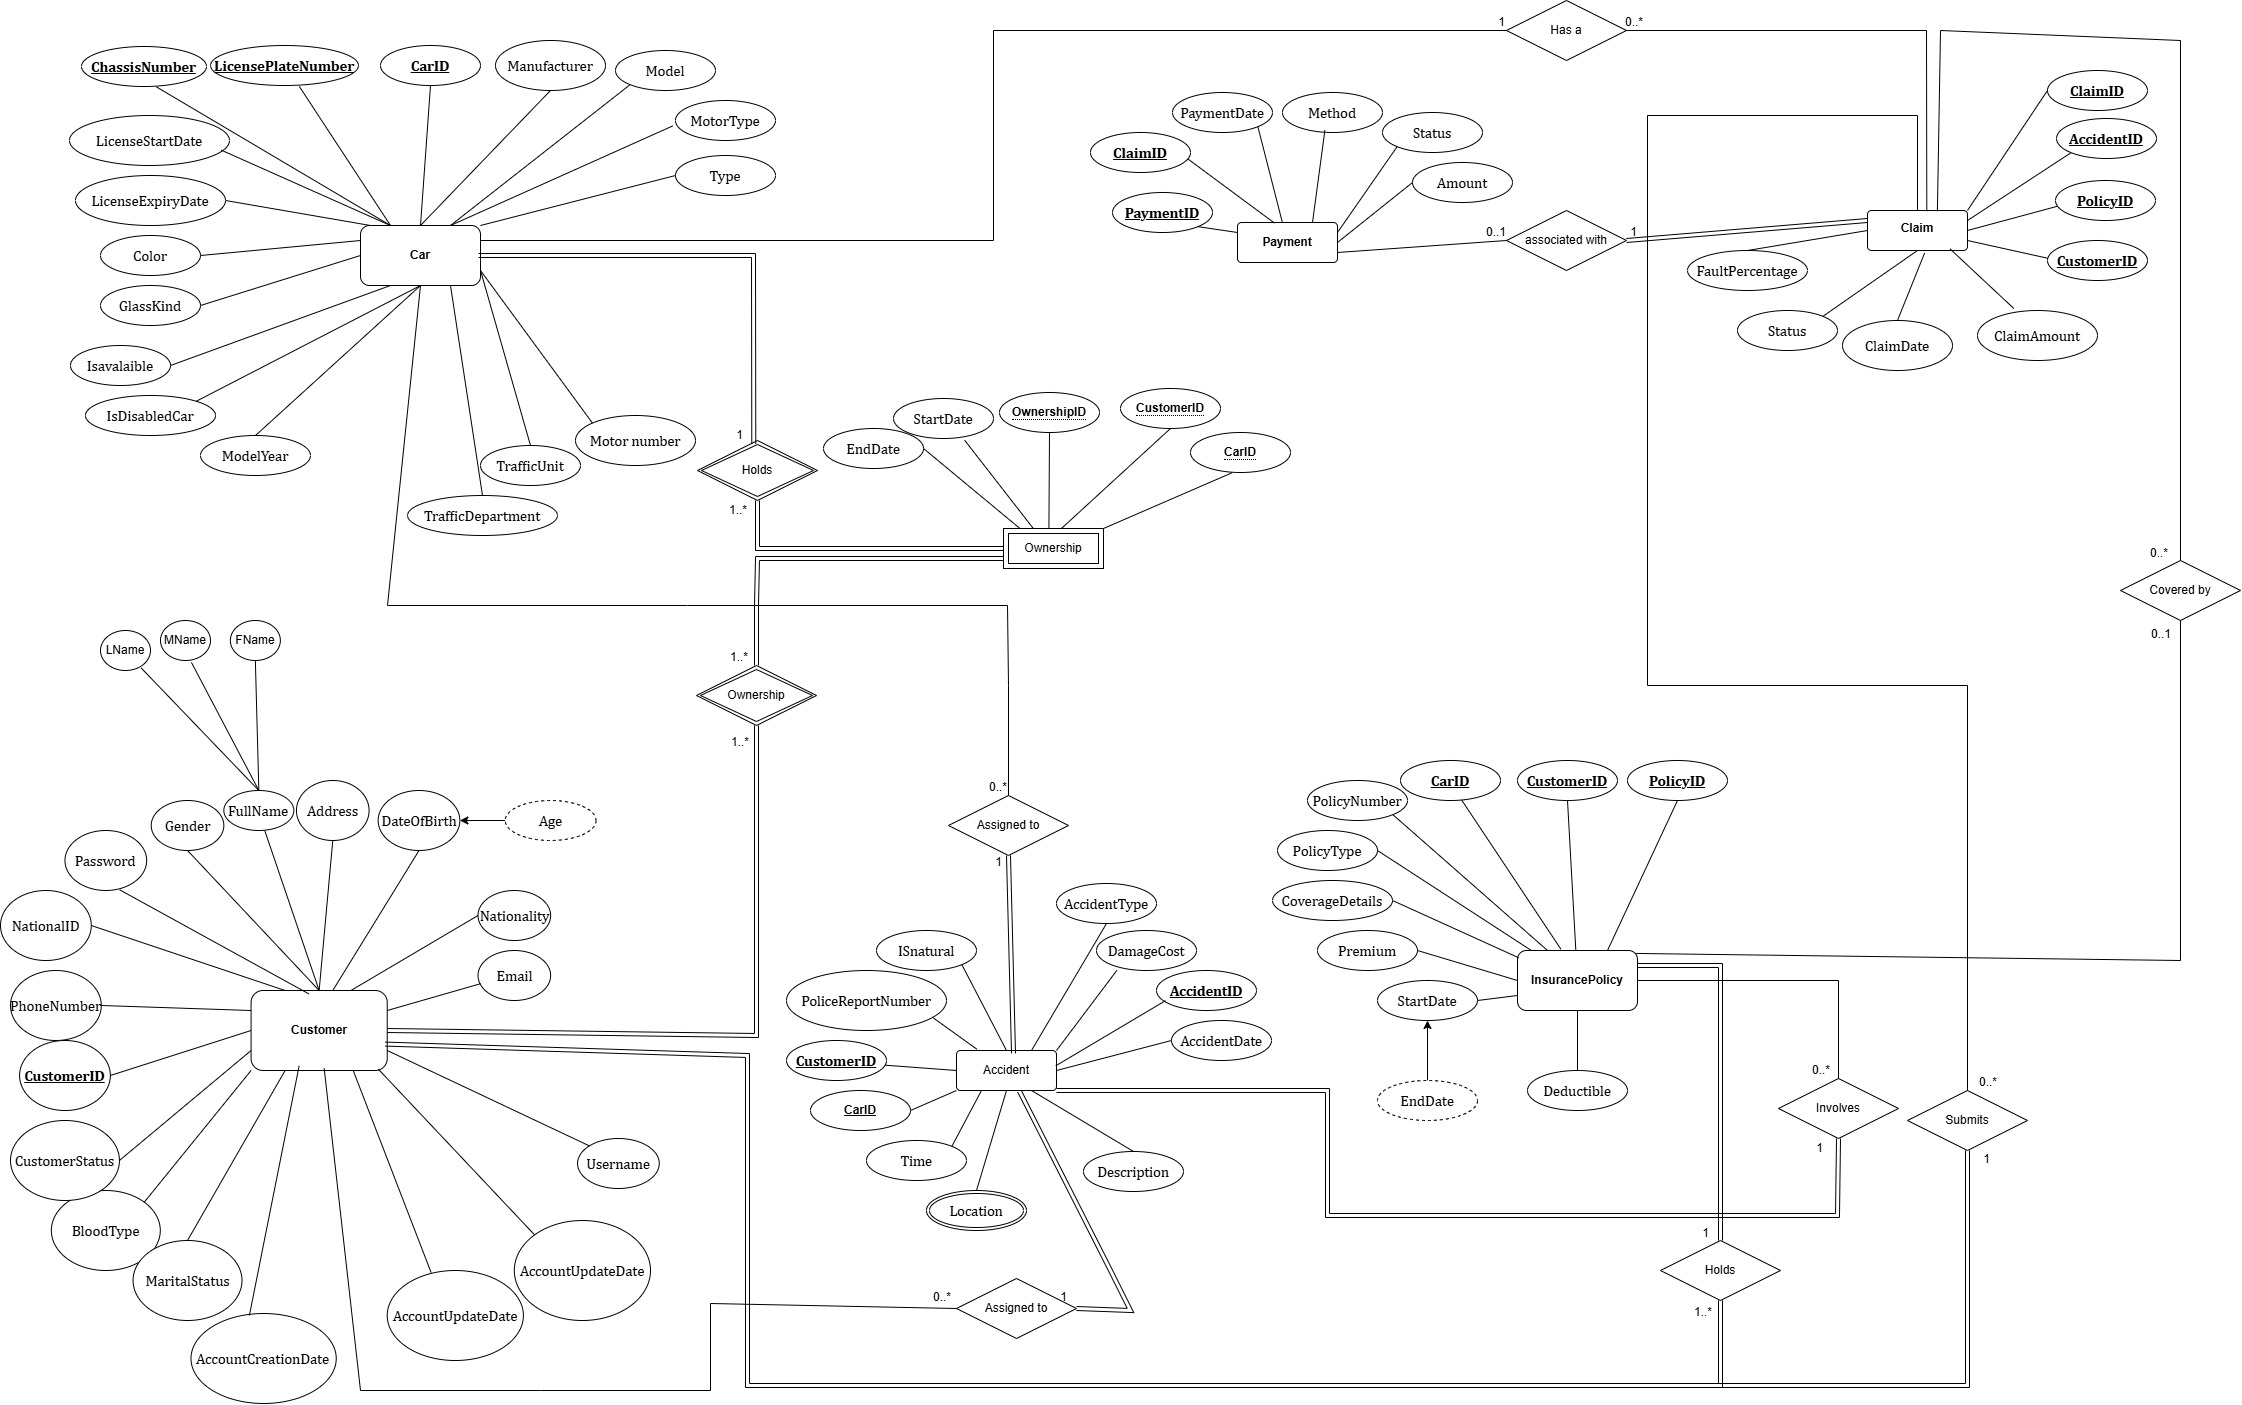 Has a
1
0..*
ChassisNumber
LicensePlateNumber
CarID
Manufacturer
Model
MotorType
Type
LicenseStartDate
LicenseExpiryDate
Color
GlassKind
Isavalaible
IsDisabledCar
ModelYear
TrafficDepartment
TrafficUnit
Motor number
Car
PaymentDate
Method
Status
ClaimID
Amount
PaymentID
Payment
0..1
associated with
1
Claim
ClaimID
AccidentID
PolicyID
CustomerID
FaultPercentage
Status
ClaimDate
ClaimAmount
1
Holds
1..*
EndDate
StartDate
OwnershipID
CustomerID
CarID
Ownership
0..*
Covered by
0..1
1..*
Ownership
1..*
LName
MName
FName
FullName
Address
DateOfBirth
Age
Gender
Password
NationalID
PhoneNumber
CustomerID
CustomerStatus
BloodType
MaritalStatus
AccountCreationDate
AccountUpdateDate
AccountUpdateDate
Username
Email
Nationality
Customer
0..*
Assigned to
1
AccidentType
ISnatural
DamageCost
PoliceReportNumber
AccidentID
CustomerID
AccidentDate
CarID
Time
Location
Description
Accident
PolicyNumber
CarID
CustomerID
PolicyID
PolicyType
CoverageDetails
Premium
StartDate
EndDate
Deductible
InsurancePolicy
0..*
Involves
1
0..*
Submits
1
1
Holds
1..*
0..*
Assigned to
1